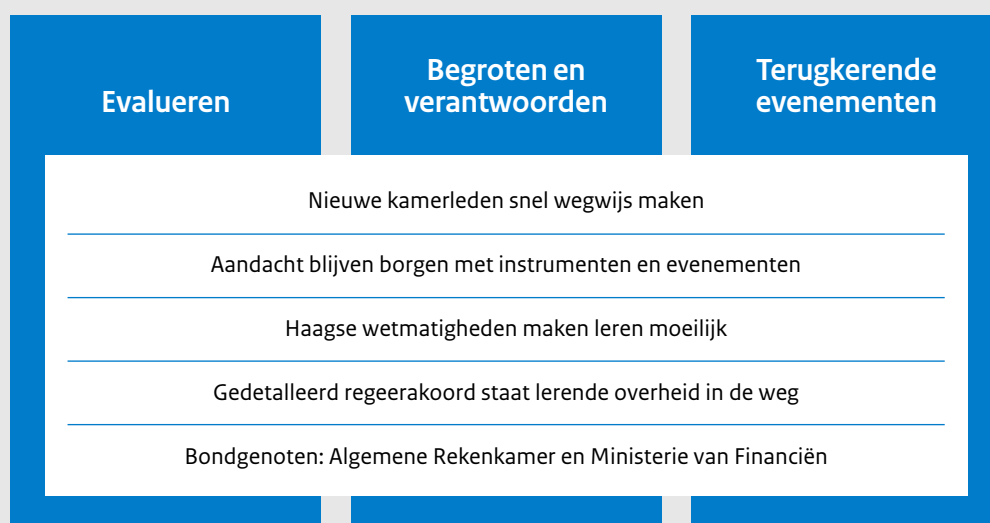 Evalueren
Begroten en
verantwoorden
Terugkerende
evenementen
Nieuwe kamerleden snel wegwijs maken
Aandacht blijven borgen met instrumenten en evenementen
Haagse wetmatigheden maken leren moeilijk
Gedetalleerd regeerakoord staat lerende overheid in de weg
Bondgenoten: Algemene Rekenkamer en Ministerie van Financiën